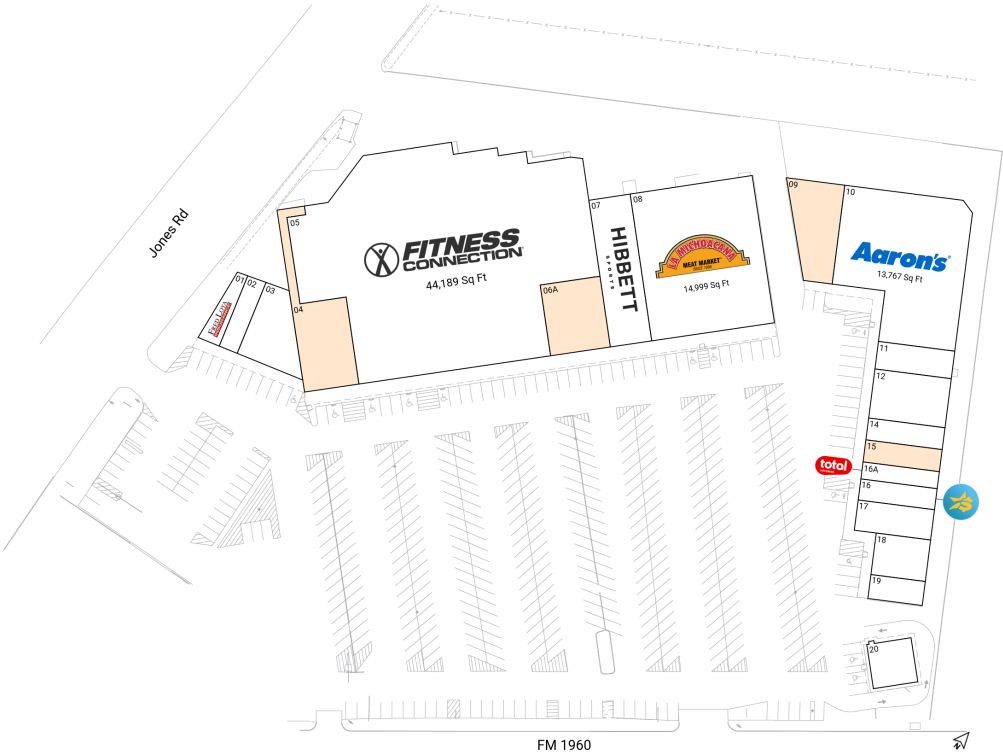 Jones Rd
01
02
03
04
05
FITNESS
CONNECTION
44,189 Sq Ft
06A
07
HIBBETT
SPORTS
08
LA MICHOACANA
MEAT MARKET
14,999 Sq Ft
09
10
Aaron's
13,767 Sq Ft
11
12
14
15
16A
total
16
17
18
19
20
FM 1960